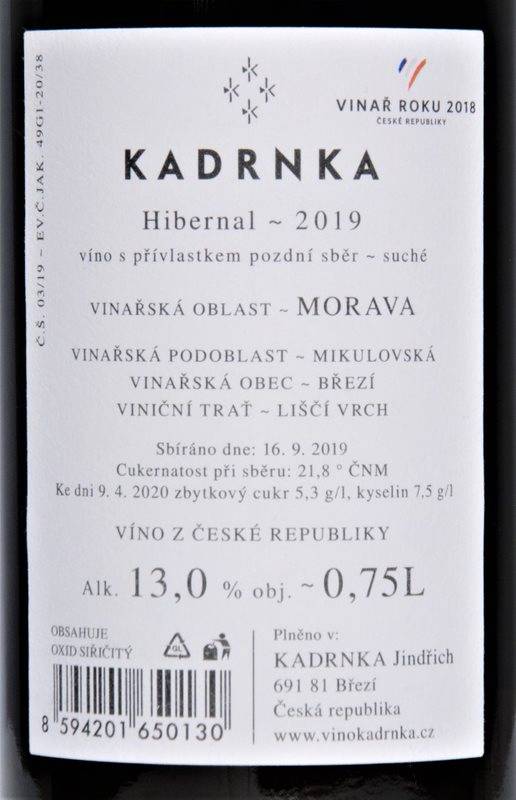 VINAŘ ROKU 2018
ČESKÉ REPUBLIKY
KADRNKA
Hibernal ~ 2019
víno s přívlastkem pozdní sběr ~ suché
VINAŘSKÁ OBLAST ~ MORAVA
VINAŘSKÁ PODOBLAST ~ MIKULOVSKÁ
VINAŘSKÁ OBEC ~ BŘEZÍ
VINIČNÍ TRAŤ ~ LIŠČÍ VRCH
Sbíráno dne: 16. 9. 2019
Cukernatost při sběru: 21,8 ° ČNM
Ke dni 9. 4. 2020 zbytkový cukr 5,3 g/l, kyselin 7,5 g/l
VÍNO Z ČESKÉ REPUBLIKY
Alk. 13,0 % obj. ~ 0,75L
OBSAHUJE
OXID SIŘIČITÝ
GL
8 594201 650130
Plněno v:
KADRNKA Jindřich
691 81 Březí
Česká republika
www.vinokadrnka.cz
Č.Š. 03/19 ~ EV.Č.JAK. 49G1-20/38